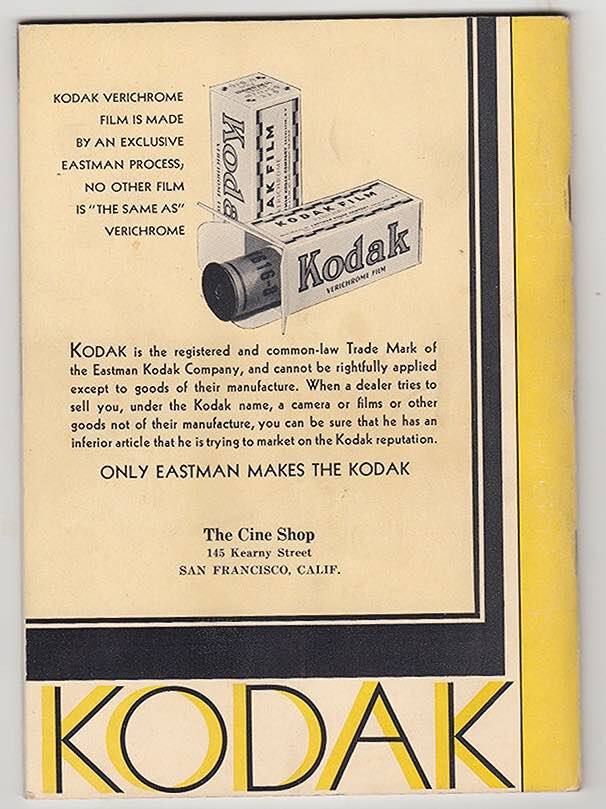 KODAK VERICHROME
FILM IS MADE
BY AN EXCLUSIVE
EASTMAN PROCESS;
NO OTHER FILM
IS "THE SAME AS"
VERICHROME
Kodak
KODAK FILM
Kodak
VERICHROME FILM
616
KODAK is the registered and common-law Trade Mark of
the Eastman Kodak Company, and cannot be rightfully applied
except to goods of their manufacture. When a dealer tries to
sell you, under the Kodak name, a camera or films or other
goods not of their manufacture, you can be sure that he has an
inferior article that he is trying to market on the Kodak reputation.
ONLY EASTMAN MAKES THE KODAK
The Cine Shop
145 Kearny Street
SAN FRANCISCO, CALIF.
KODAK